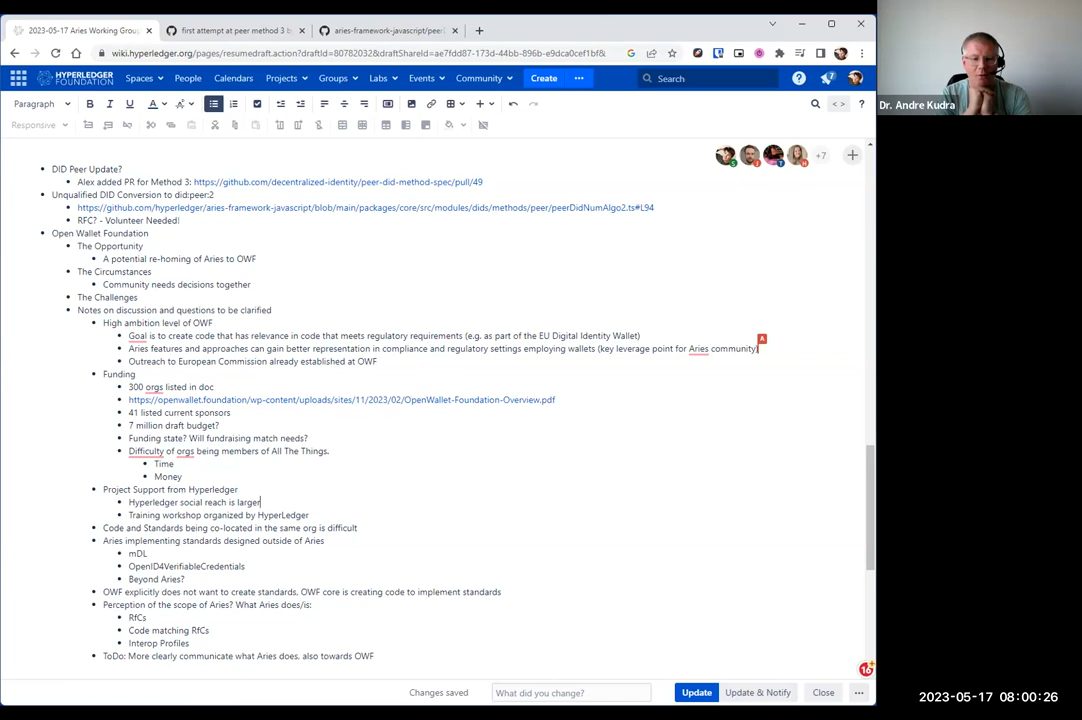 2023-05-17 Aries Working Grou
first attempt at peer method 3 b
aries-framework-javascript/peer
wiki.hyperledger.org/pages/resumedraft.action?draftId=80782032&draftShareId=ae7fdd87-173d-44bb-896b-e9dca0cef1bf&
HYPERLEDGER FOUNDATION
Spaces People Calendars Projects Groups Labs Events Community Create ... Search
Paragraph B I U A
Responsive
+7
DID Peer Update?
Alex added PR for Method 3: https://github.com/decentralized-identity/peer-did-method-spec/pull/49
Unqualified DID Conversion to did:peer:2
https://github.com/hyperledger/aries-framework-javascript/blob/main/packages/core/src/modules/dids/methods/peer/peerDidNumAlgo2.ts#L94
RFC? - Volunteer Needed!
Open Wallet Foundation
The Opportunity
A potential re-homing of Aries to OWF
The Circumstances
Community needs decisions together
The Challenges
Notes on discussion and questions to be clarified
High ambition level of OWF
Goal is to create code that has relevance in code that meets regulatory requirements (e.g. as part of the EU Digital Identity Wallet)
Aries features and approaches can gain better representation in compliance and regulatory settings employing wallets (key leverage point for Aries community)
A
Outreach to European Commission already established at OWF
Funding
300 orgs listed in doc
https://openwallet.foundation/wp-content/uploads/sites/11/2023/02/OpenWallet-Foundation-Overview.pdf
41 listed current sponsors
7 million draft budget?
Funding state? Will fundraising match needs?
Difficulty of orgs being members of All The Things.
Time
Money
Project Support from Hyperledger
Hyperledger social reach is larger
Training workshop organized by HyperLedger
Code and Standards being co-located in the same org is difficult
Aries implementing standards designed outside of Aries
mDL
OpenID4VerifiableCredentials
Beyond Aries?
OWF explicitly does not want to create standards. OWF core is creating code to implement standards
Perception of the scope of Aries? What Aries does/is:
RfCs
Code matching RfCs
Interop Profiles
ToDo: More clearly communicate what Aries does. also towards OWF
Changes saved What did you change? Update Update & Notify Close ...
Dr. Andre Kudra
2023-05-17 08:00:26